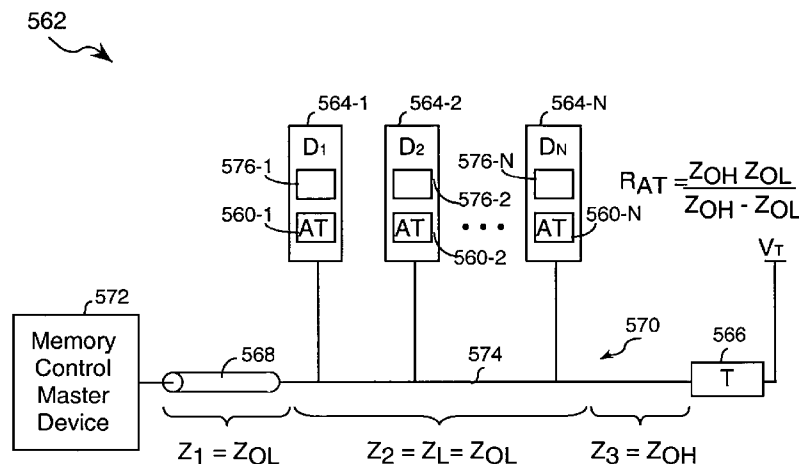 562
564-1
564-2
564-N
D1
D2
DN
576-1
576-2
576-N
560-1
AT
AT
AT
560-2
560-N
• • •
RAT = ZOH ZOL / ZOH - ZOL
VT
572
Memory
Control
Master
Device
568
574
570
566
T
Z1 = ZOL
Z2 = ZL = ZOL
Z3 = ZOH